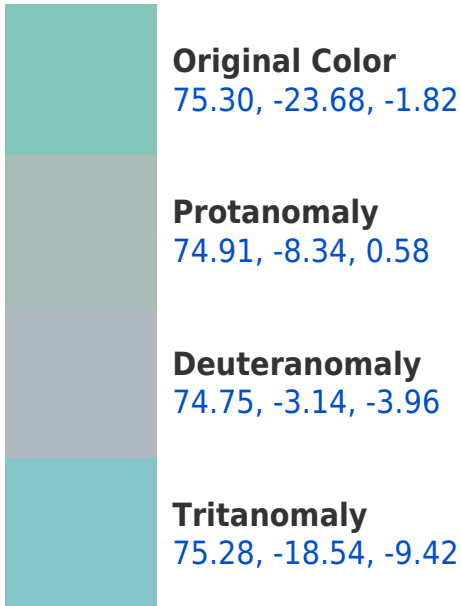 Original Color
75.30, -23.68, -1.82
Protanomaly
74.91, -8.34, 0.58
Deuteranomaly
74.75, -3.14, -3.96
Tritanomaly
75.28, -18.54, -9.42